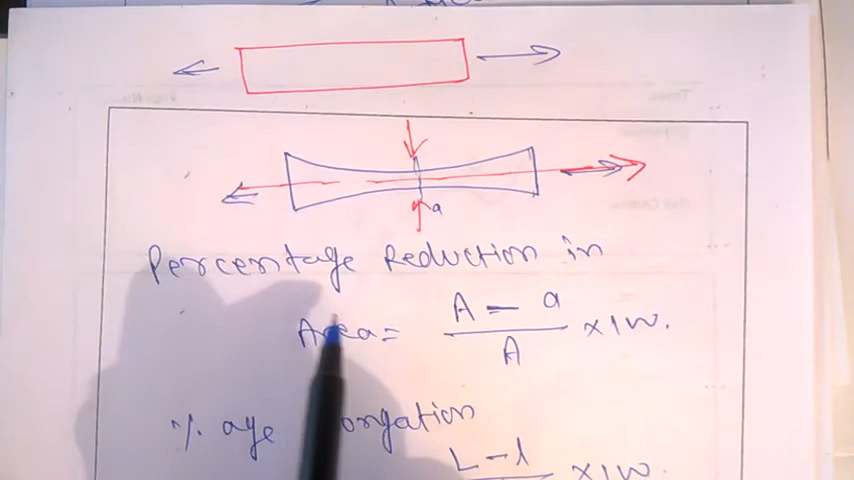 a
Percentage Reduction in
Area = A - a / A × 100.
% age
L - l × 100.